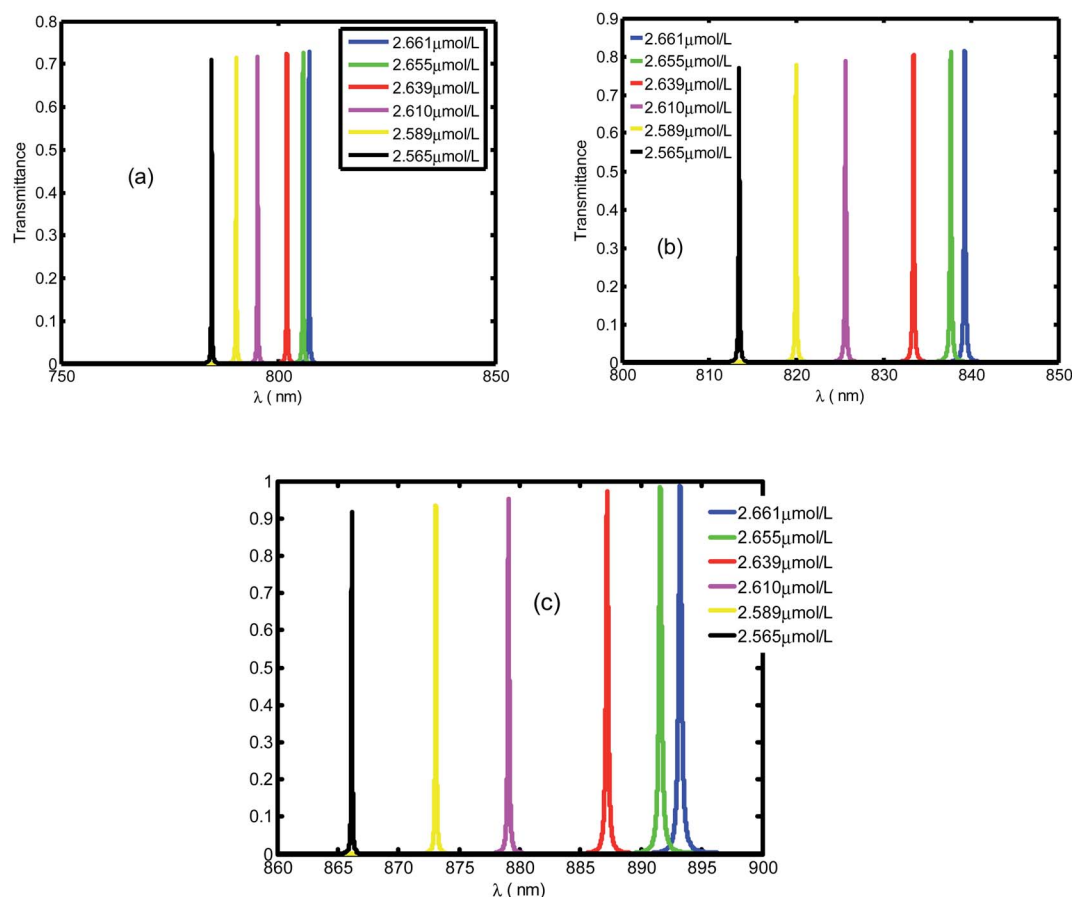 0.8
0.7
0.6
0.5
0.4
0.3
0.2
0.1
0
Transmittance
(a)
2.661μmol/L
2.655μmol/L
2.639μmol/L
2.610μmol/L
2.589μmol/L
2.565μmol/L
750
800
850
λ ( nm)
0.9
0.8
0.7
0.6
0.5
0.4
0.3
0.2
0.1
0
Transmittance
2.661μmol/L
2.655μmol/L
2.639μmol/L
2.610μmol/L
2.589μmol/L
2.565μmol/L
(b)
800
810
820
830
840
850
λ ( nm)
1
0.9
0.8
0.7
0.6
0.5
0.4
0.3
0.2
0.1
0
(c)
2.661μmol/L
2.655μmol/L
2.639μmol/L
2.610μmol/L
2.589μmol/L
2.565μmol/L
860
865
870
875
880
885
890
895
900
λ ( nm)